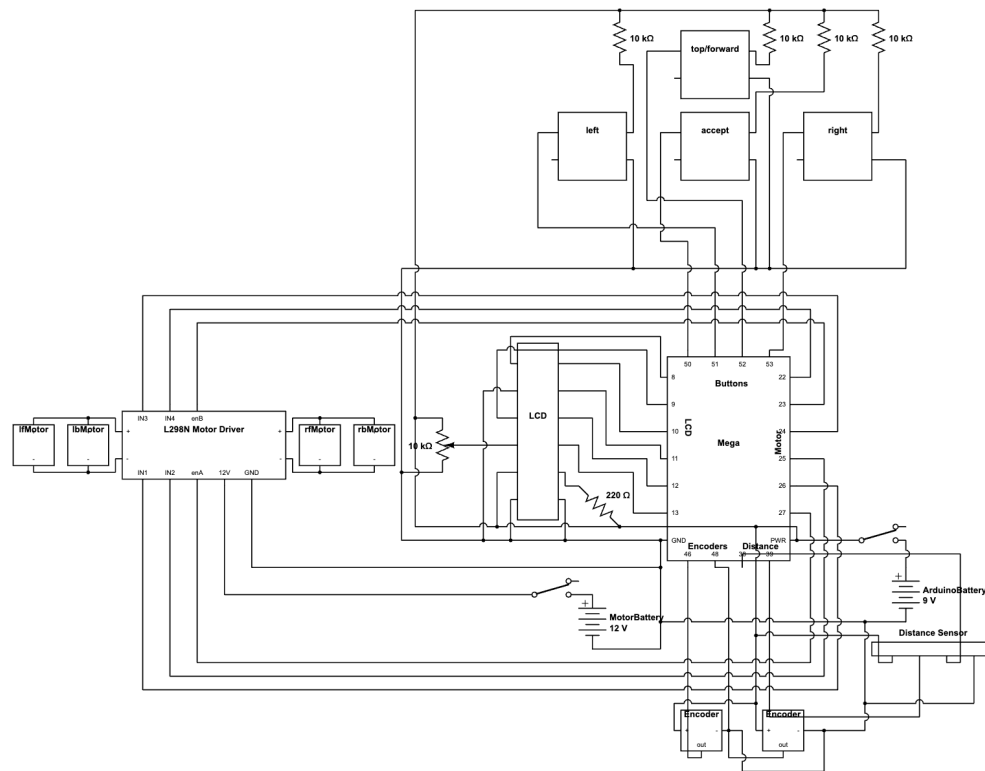 10 kΩ
10 kΩ
10 kΩ
10 kΩ
top/forward
left
accept
right
50
51
52
53
Buttons
8
9
10
11
12
13
LCD
Mega
Motor
22
23
24
25
26
27
GND
PWR
Encoders
Distance
46
48
38
39
LCD
10 kΩ
220 Ω
IN3
IN4
enB
L298N Motor Driver
+
-
+
-
IN1
IN2
enA
12V
GND
lfMotor
-
lbMotor
-
rfMotor
-
rbMotor
-
+
MotorBattery
12 V
+
ArduinoBattery
9 V
Distance Sensor
Encoder
+
-
out
Encoder
+
-
out